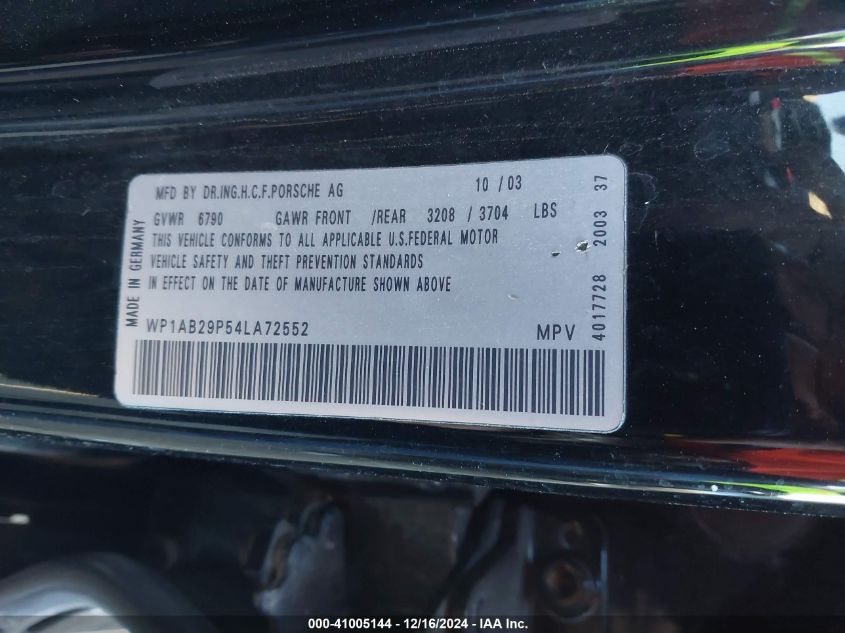 MFD BY DR.ING.H.C.F.PORSCHE AG 10 / 03
GVWR 6790 GAWR FRONT /REAR 3208 / 3704 LBS
THIS VEHICLE CONFORMS TO ALL APPLICABLE U.S.FEDERAL MOTOR
VEHICLE SAFETY AND THEFT PREVENTION STANDARDS
IN EFFECT ON THE DATE OF MANUFACTURE SHOWN ABOVE
WP1AB29P54LA72552 MPV
MADE IN GERMANY
4017728 2003 37
000-41005144 - 12/16/2024 - IAA Inc.